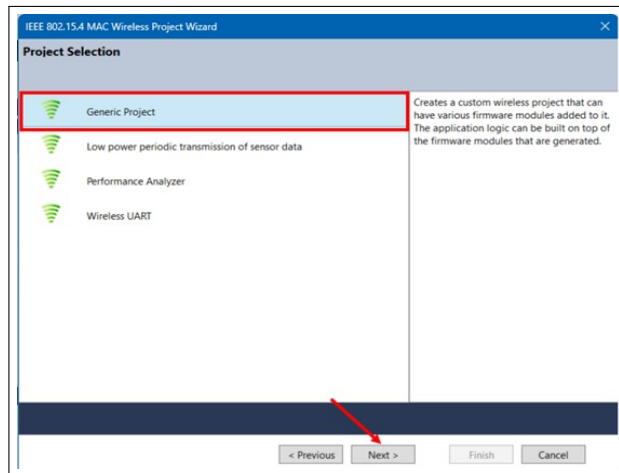 IEEE 802.15.4 MAC Wireless Project Wizard
Project Selection
Generic Project
Low power periodic transmission of sensor data
Performance Analyzer
Wireless UART
Creates a custom wireless project that can
have various firmware modules added to it.
The application logic can be built on top of
the firmware modules that are generated.
< Previous
Next >
Finish
Cancel